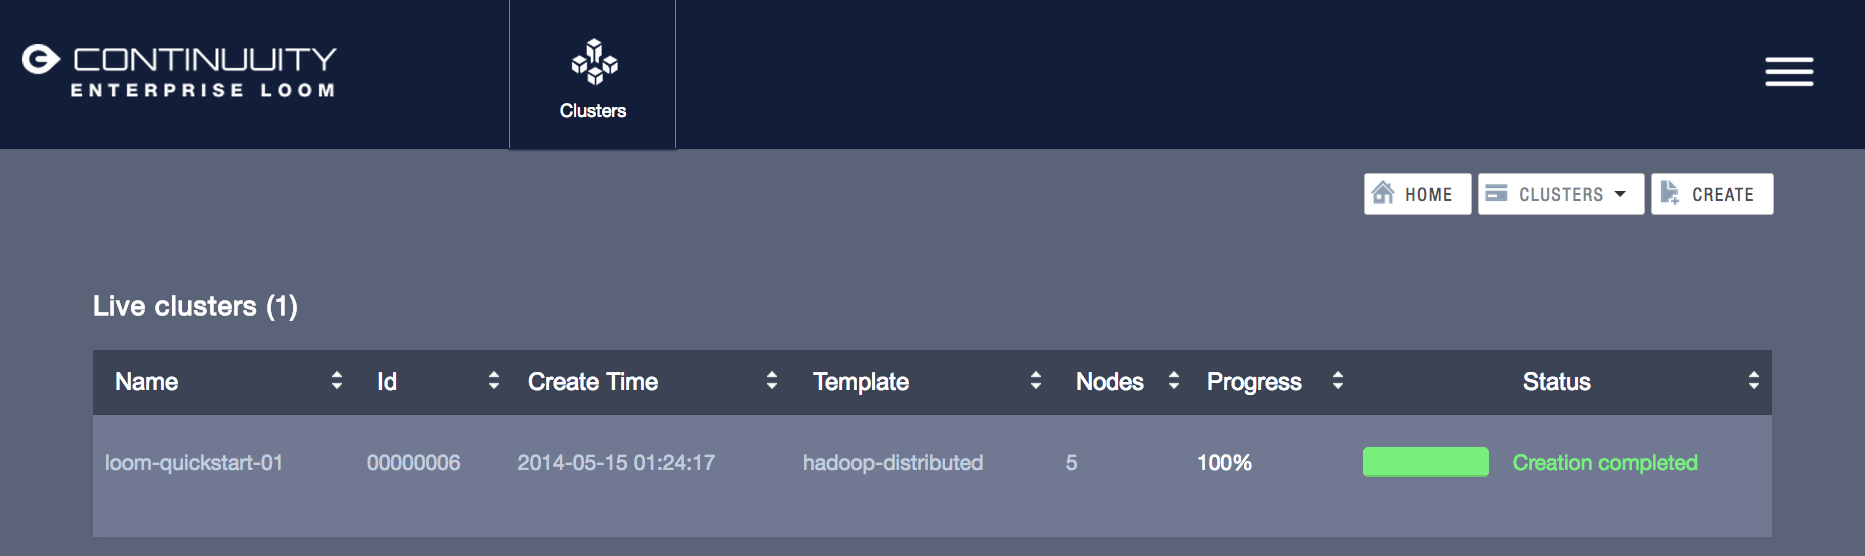 CONTINUUITY
ENTERPRISE LOOM
Clusters
HOME CLUSTERS CREATE
Live clusters (1)
Name Id Create Time Template Nodes Progress Status
loom-quickstart-01 00000006 2014-05-15 01:24:17 hadoop-distributed 5 100% Creation completed